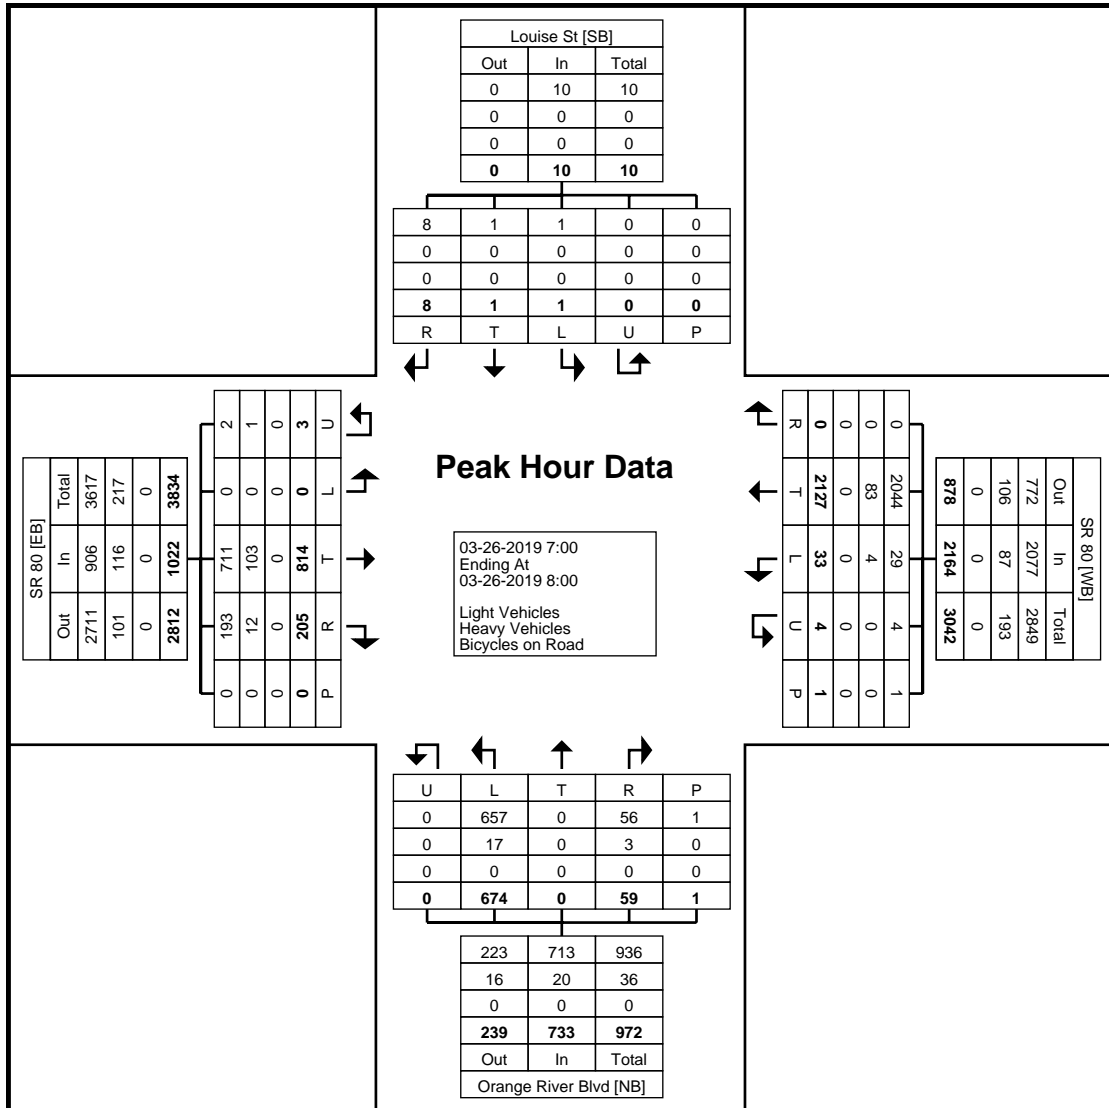 Louise St [SB]
Out In Total
0 10 10
0 0 0
0 0 0
0 10 10
8 1 1 0 0
0 0 0 0 0
0 0 0 0 0
8 1 1 0 0
R T L U P
SR 80 [EB]
Total In Out
3617 906 2711
217 116 101
0 0 0
3834 1022 2812
2 0 711 193 0
1 0 103 12 0
0 0 0 0 0
3 0 814 205 0
U L T R P
Peak Hour Data
03-26-2019 7:00
Ending At
03-26-2019 8:00
Light Vehicles
Heavy Vehicles
Bicycles on Road
R T L U P
0 2127 33 4 1
0 0 0 0 0
0 83 4 0 0
0 2044 29 4 1
SR 80 [WB]
Out In Total
772 2077 2849
106 87 193
0 0 0
878 2164 3042
U L T R P
0 657 0 56 1
0 17 0 3 0
0 0 0 0 0
0 674 0 59 1
223 713 936
16 20 36
0 0 0
239 733 972
Out In Total
Orange River Blvd [NB]